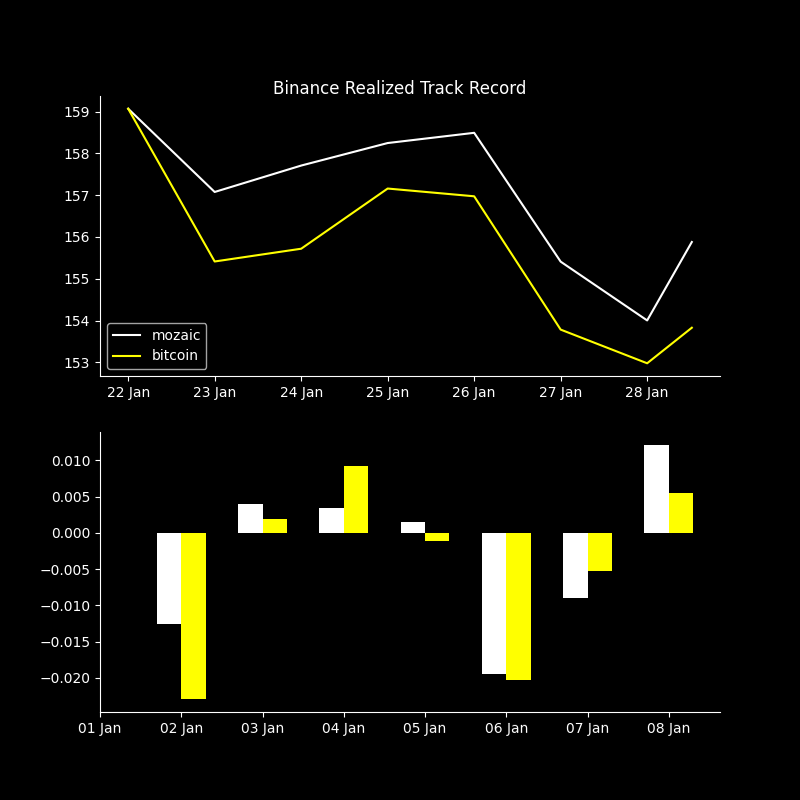 Binance Realized Track Record
159
158
157
156
155
154
153
mozaic
bitcoin
22 Jan 23 Jan 24 Jan 25 Jan 26 Jan 27 Jan 28 Jan
0.010
0.005
0.000
−0.005
−0.010
−0.015
−0.020
01 Jan 02 Jan 03 Jan 04 Jan 05 Jan 06 Jan 07 Jan 08 Jan